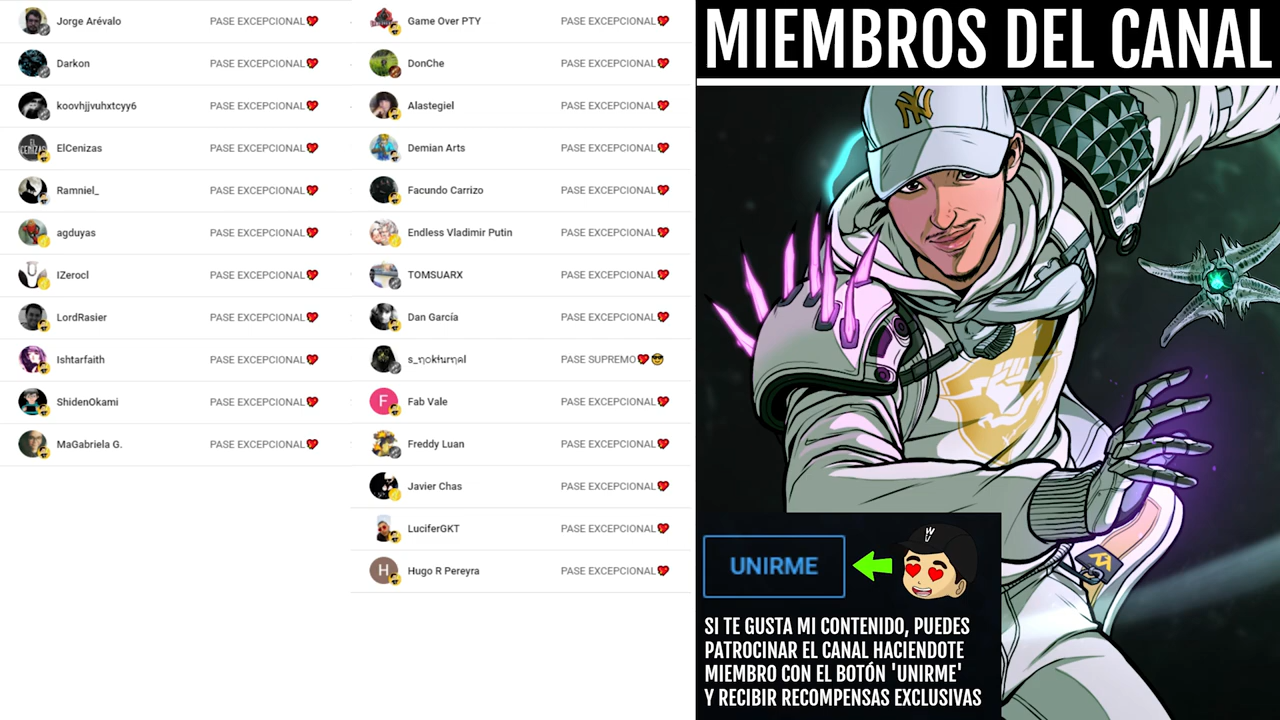 Jorge Arévalo PASE EXCEPCIONAL
Darkon PASE EXCEPCIONAL
koovhjjvuhxtcyy6 PASE EXCEPCIONAL
ElCenizas PASE EXCEPCIONAL
Ramniel_ PASE EXCEPCIONAL
agduyas PASE EXCEPCIONAL
IZerocl PASE EXCEPCIONAL
LordRasier PASE EXCEPCIONAL
Ishtarfaith PASE EXCEPCIONAL
ShidenOkami PASE EXCEPCIONAL
MaGabriela G. PASE EXCEPCIONAL
Game Over PTY PASE EXCEPCIONAL
DonChe PASE EXCEPCIONAL
Alastegiel PASE EXCEPCIONAL
Demian Arts PASE EXCEPCIONAL
Facundo Carrizo PASE EXCEPCIONAL
Endless Vladimir Putin PASE EXCEPCIONAL
TOMSUARX PASE EXCEPCIONAL
Dan García PASE EXCEPCIONAL
PASE SUPREMO
F Fab Vale PASE EXCEPCIONAL
Freddy Luan PASE EXCEPCIONAL
Javier Chas PASE EXCEPCIONAL
LuciferGKT PASE EXCEPCIONAL
H Hugo R Pereyra PASE EXCEPCIONAL
MIEMBROS DEL CANAL
NY
UNIRME
SI TE GUSTA MI CONTENIDO, PUEDES
PATROCINAR EL CANAL HACIENDOTE
MIEMBRO CON EL BOTÓN 'UNIRME'
Y RECIBIR RECOMPENSAS EXCLUSIVAS